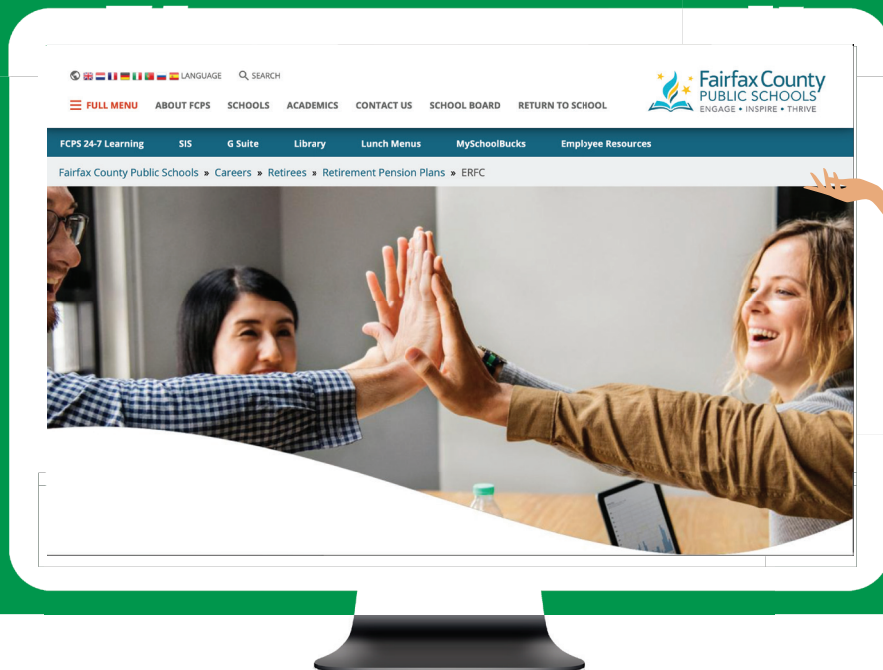 LANGUAGE SEARCH
FULL MENU ABOUT FCPS SCHOOLS ACADEMICS CONTACT US SCHOOL BOARD RETURN TO SCHOOL
Fairfax County
PUBLIC SCHOOLS
ENGAGE • INSPIRE • THRIVE
FCPS 24-7 Learning SIS G Suite Library Lunch Menus MySchoolBucks Employee Resources
Fairfax County Public Schools » Careers » Retirees » Retirement Pension Plans » ERFC